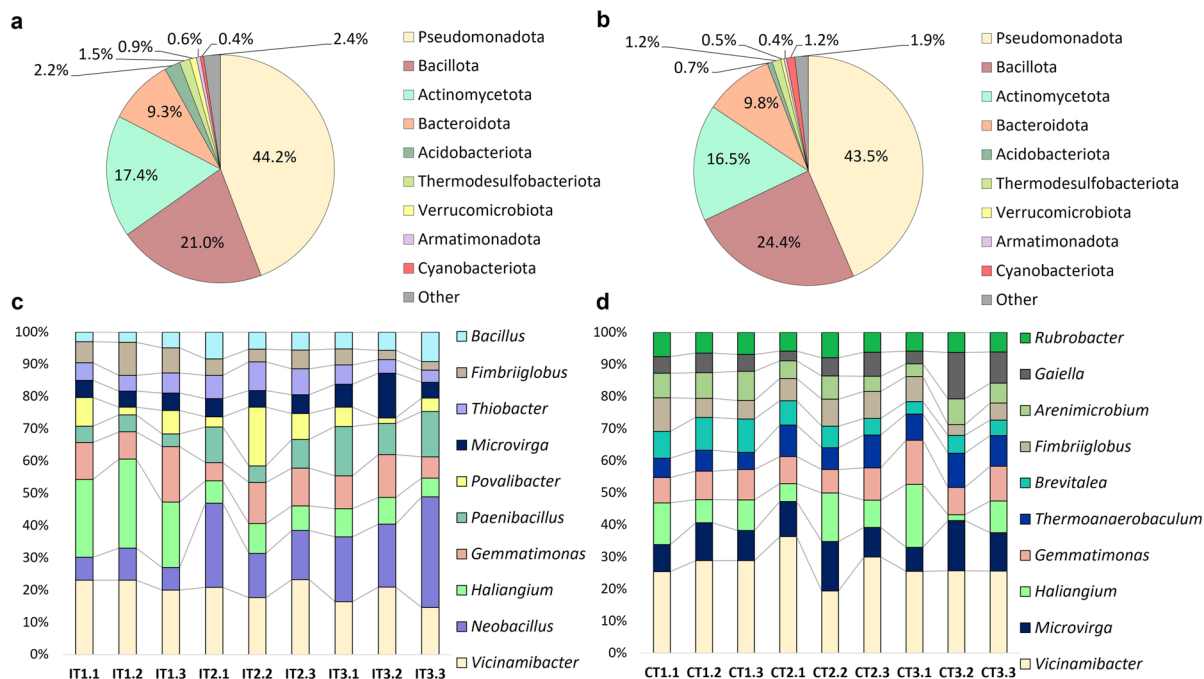 a
b
0.9%
0.6%
0.4%
2.4%
1.5%
2.2%
9.3%
17.4%
21.0%
44.2%
Pseudomonadota
Bacillota
Actinomycetota
Bacteroidota
Acidobacteriota
Thermodesulfobacteriota
Verrucomicrobiota
Armatimonadota
Cyanobacteriota
Other
1.2%
0.5%
0.4%
1.2%
1.9%
0.7%
9.8%
16.5%
24.4%
43.5%
Pseudomonadota
Bacillota
Actinomycetota
Bacteroidota
Acidobacteriota
Thermodesulfobacteriota
Verrucomicrobiota
Armatimonadota
Cyanobacteriota
Other
c
100%
90%
80%
70%
60%
50%
40%
30%
20%
10%
0%
IT1.1 IT1.2 IT1.3 IT2.1 IT2.2 IT2.3 IT3.1 IT3.2 IT3.3
Bacillus
Fimbriiglobus
Thiobacter
Microvirga
Povalibacter
Paenibacillus
Gemmatimonas
Haliangium
Neobacillus
Vicinamibacter
d
100%
90%
80%
70%
60%
50%
40%
30%
20%
10%
0%
CT1.1 CT1.2 CT1.3 CT2.1 CT2.2 CT2.3 CT3.1 CT3.2 CT3.3
Rubrobacter
Gaiella
Arenimicrobium
Fimbriiglobus
Brevitalea
Thermoanaerobaculum
Gemmatimonas
Haliangium
Microvirga
Vicinamibacter